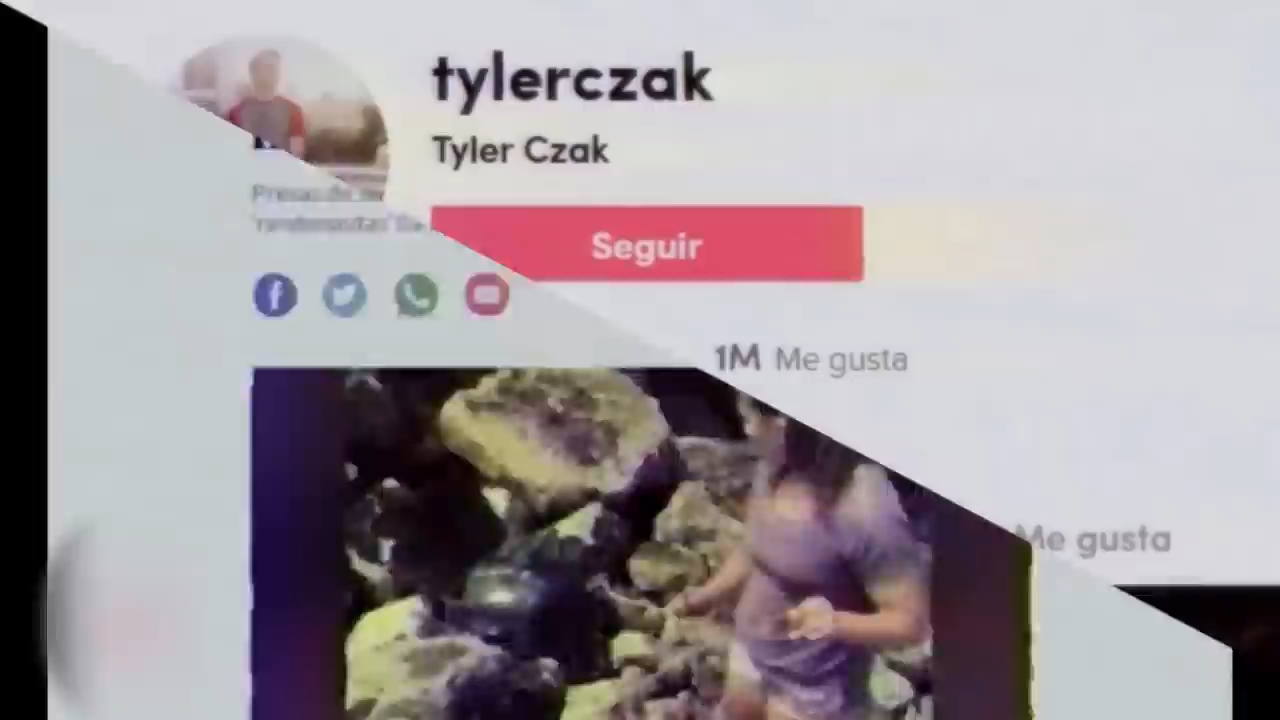 tylerczak
Tyler Czak
Seguir
1M Me gusta
Me gusta